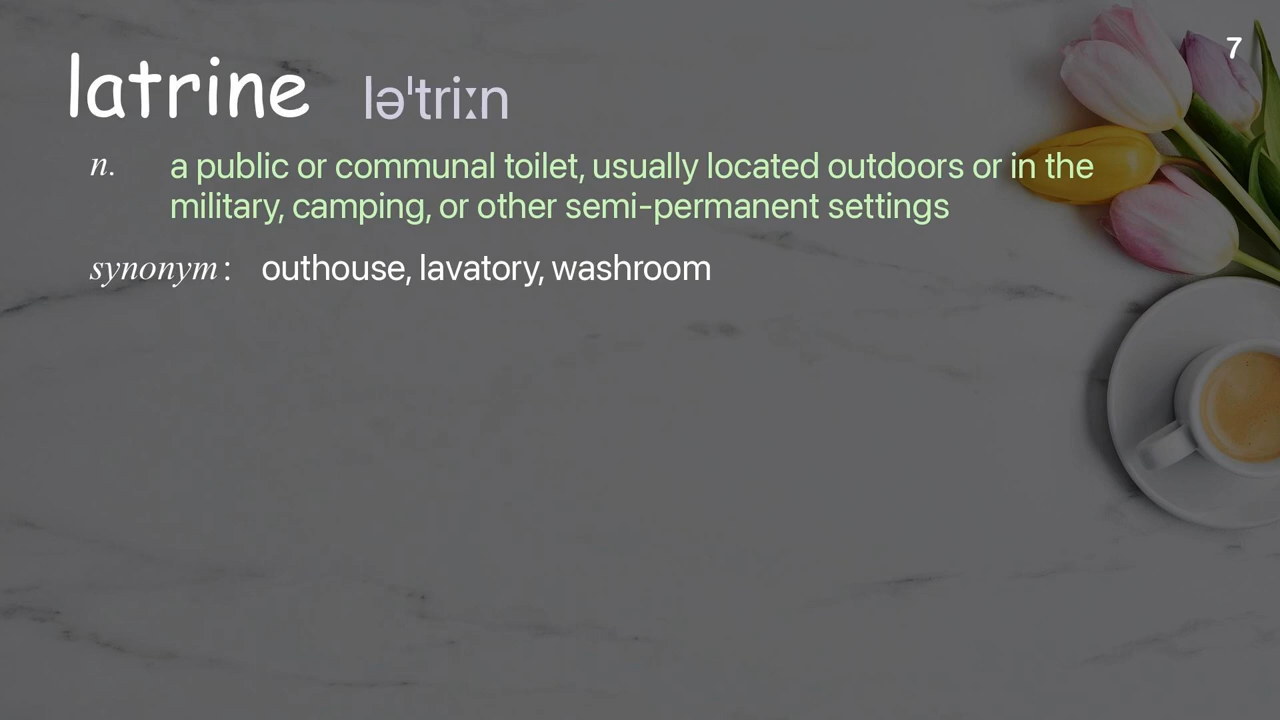 7
latrine ləˈtriːn
n. a public or communal toilet, usually located outdoors or in the
military, camping, or other semi-permanent settings
synonym: outhouse, lavatory, washroom